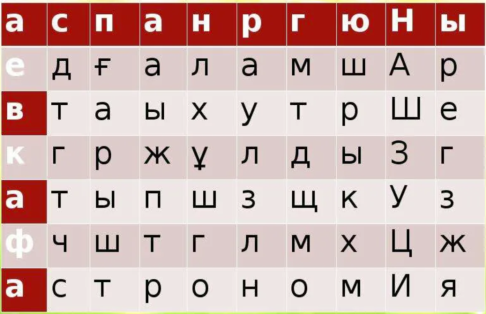 а с п а н р г ю Н ы
е д ғ а л а м ш А р
в т а ы х у т р Ш е
к г р ж ұ л д ы З г
а т ы п ш з щ к У з
ф ч ш т г л м х Ц ж
а с т р о н о м И я